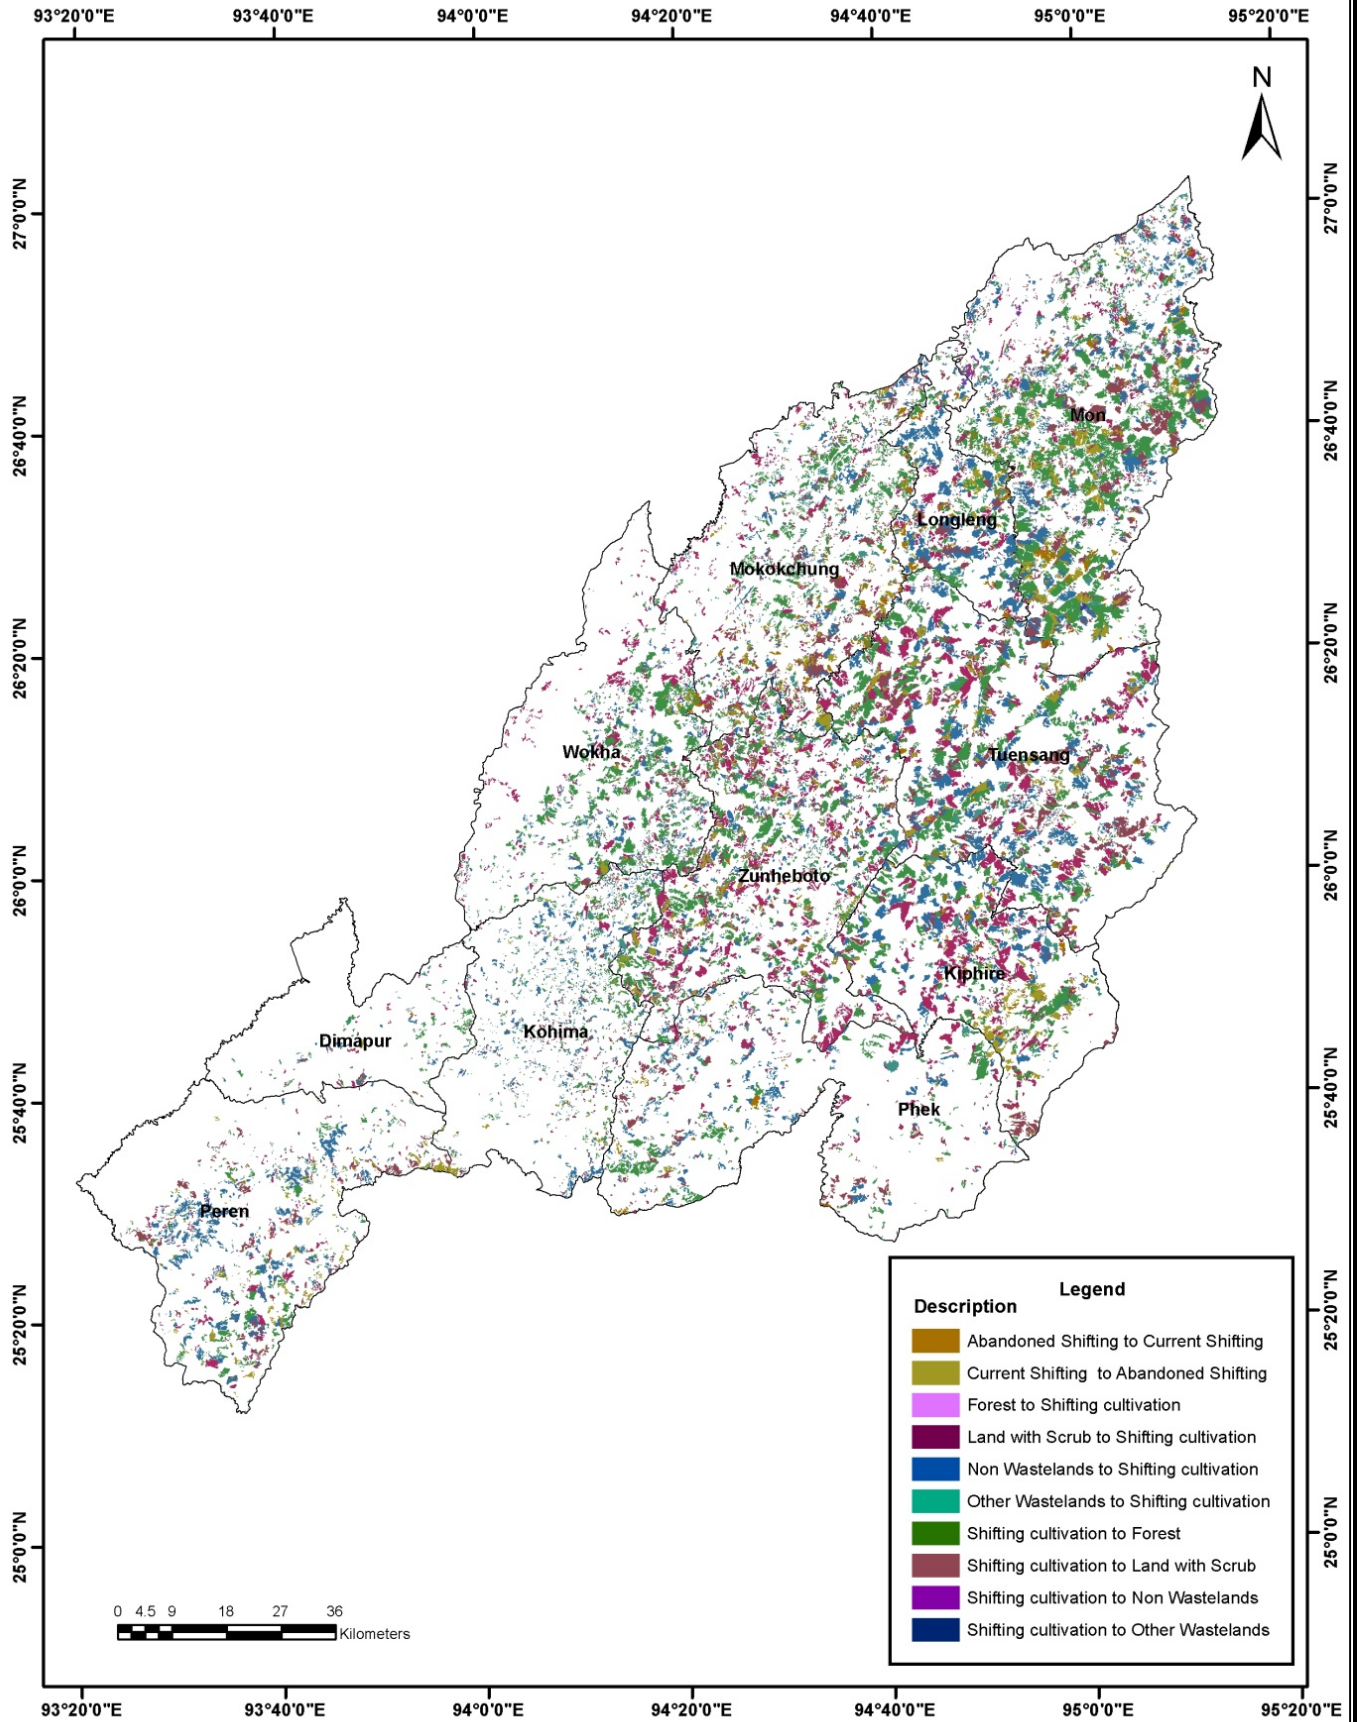 93°20'0"E 93°40'0"E 94°0'0"E 94°20'0"E 94°40'0"E 95°0'0"E 95°20'0"E
N
27°0'0"N 27°0'0"N
Mon
26°40'0"N 26°40'0"N
Longleng
Mokokchung
26°20'0"N 26°20'0"N
Wokha
Tuensang
Zunheboto
26°0'0"N 26°0'0"N
Kiphire
Kohima
Dimapur
25°40'0"N 25°40'0"N
Phek
Peren
25°20'0"N 25°20'0"N
Legend
Description
Abandoned Shifting to Current Shifting
Current Shifting to Abandoned Shifting
Forest to Shifting cultivation
Land with Scrub to Shifting cultivation
Non Wastelands to Shifting cultivation
Other Wastelands to Shifting cultivation
Shifting cultivation to Forest
Shifting cultivation to Land with Scrub
Shifting cultivation to Non Wastelands
Shifting cultivation to Other Wastelands
25°0'0"N 25°0'0"N
0 4.5 9 18 27 36
Kilometers
93°20'0"E 93°40'0"E 94°0'0"E 94°20'0"E 94°40'0"E 95°0'0"E 95°20'0"E